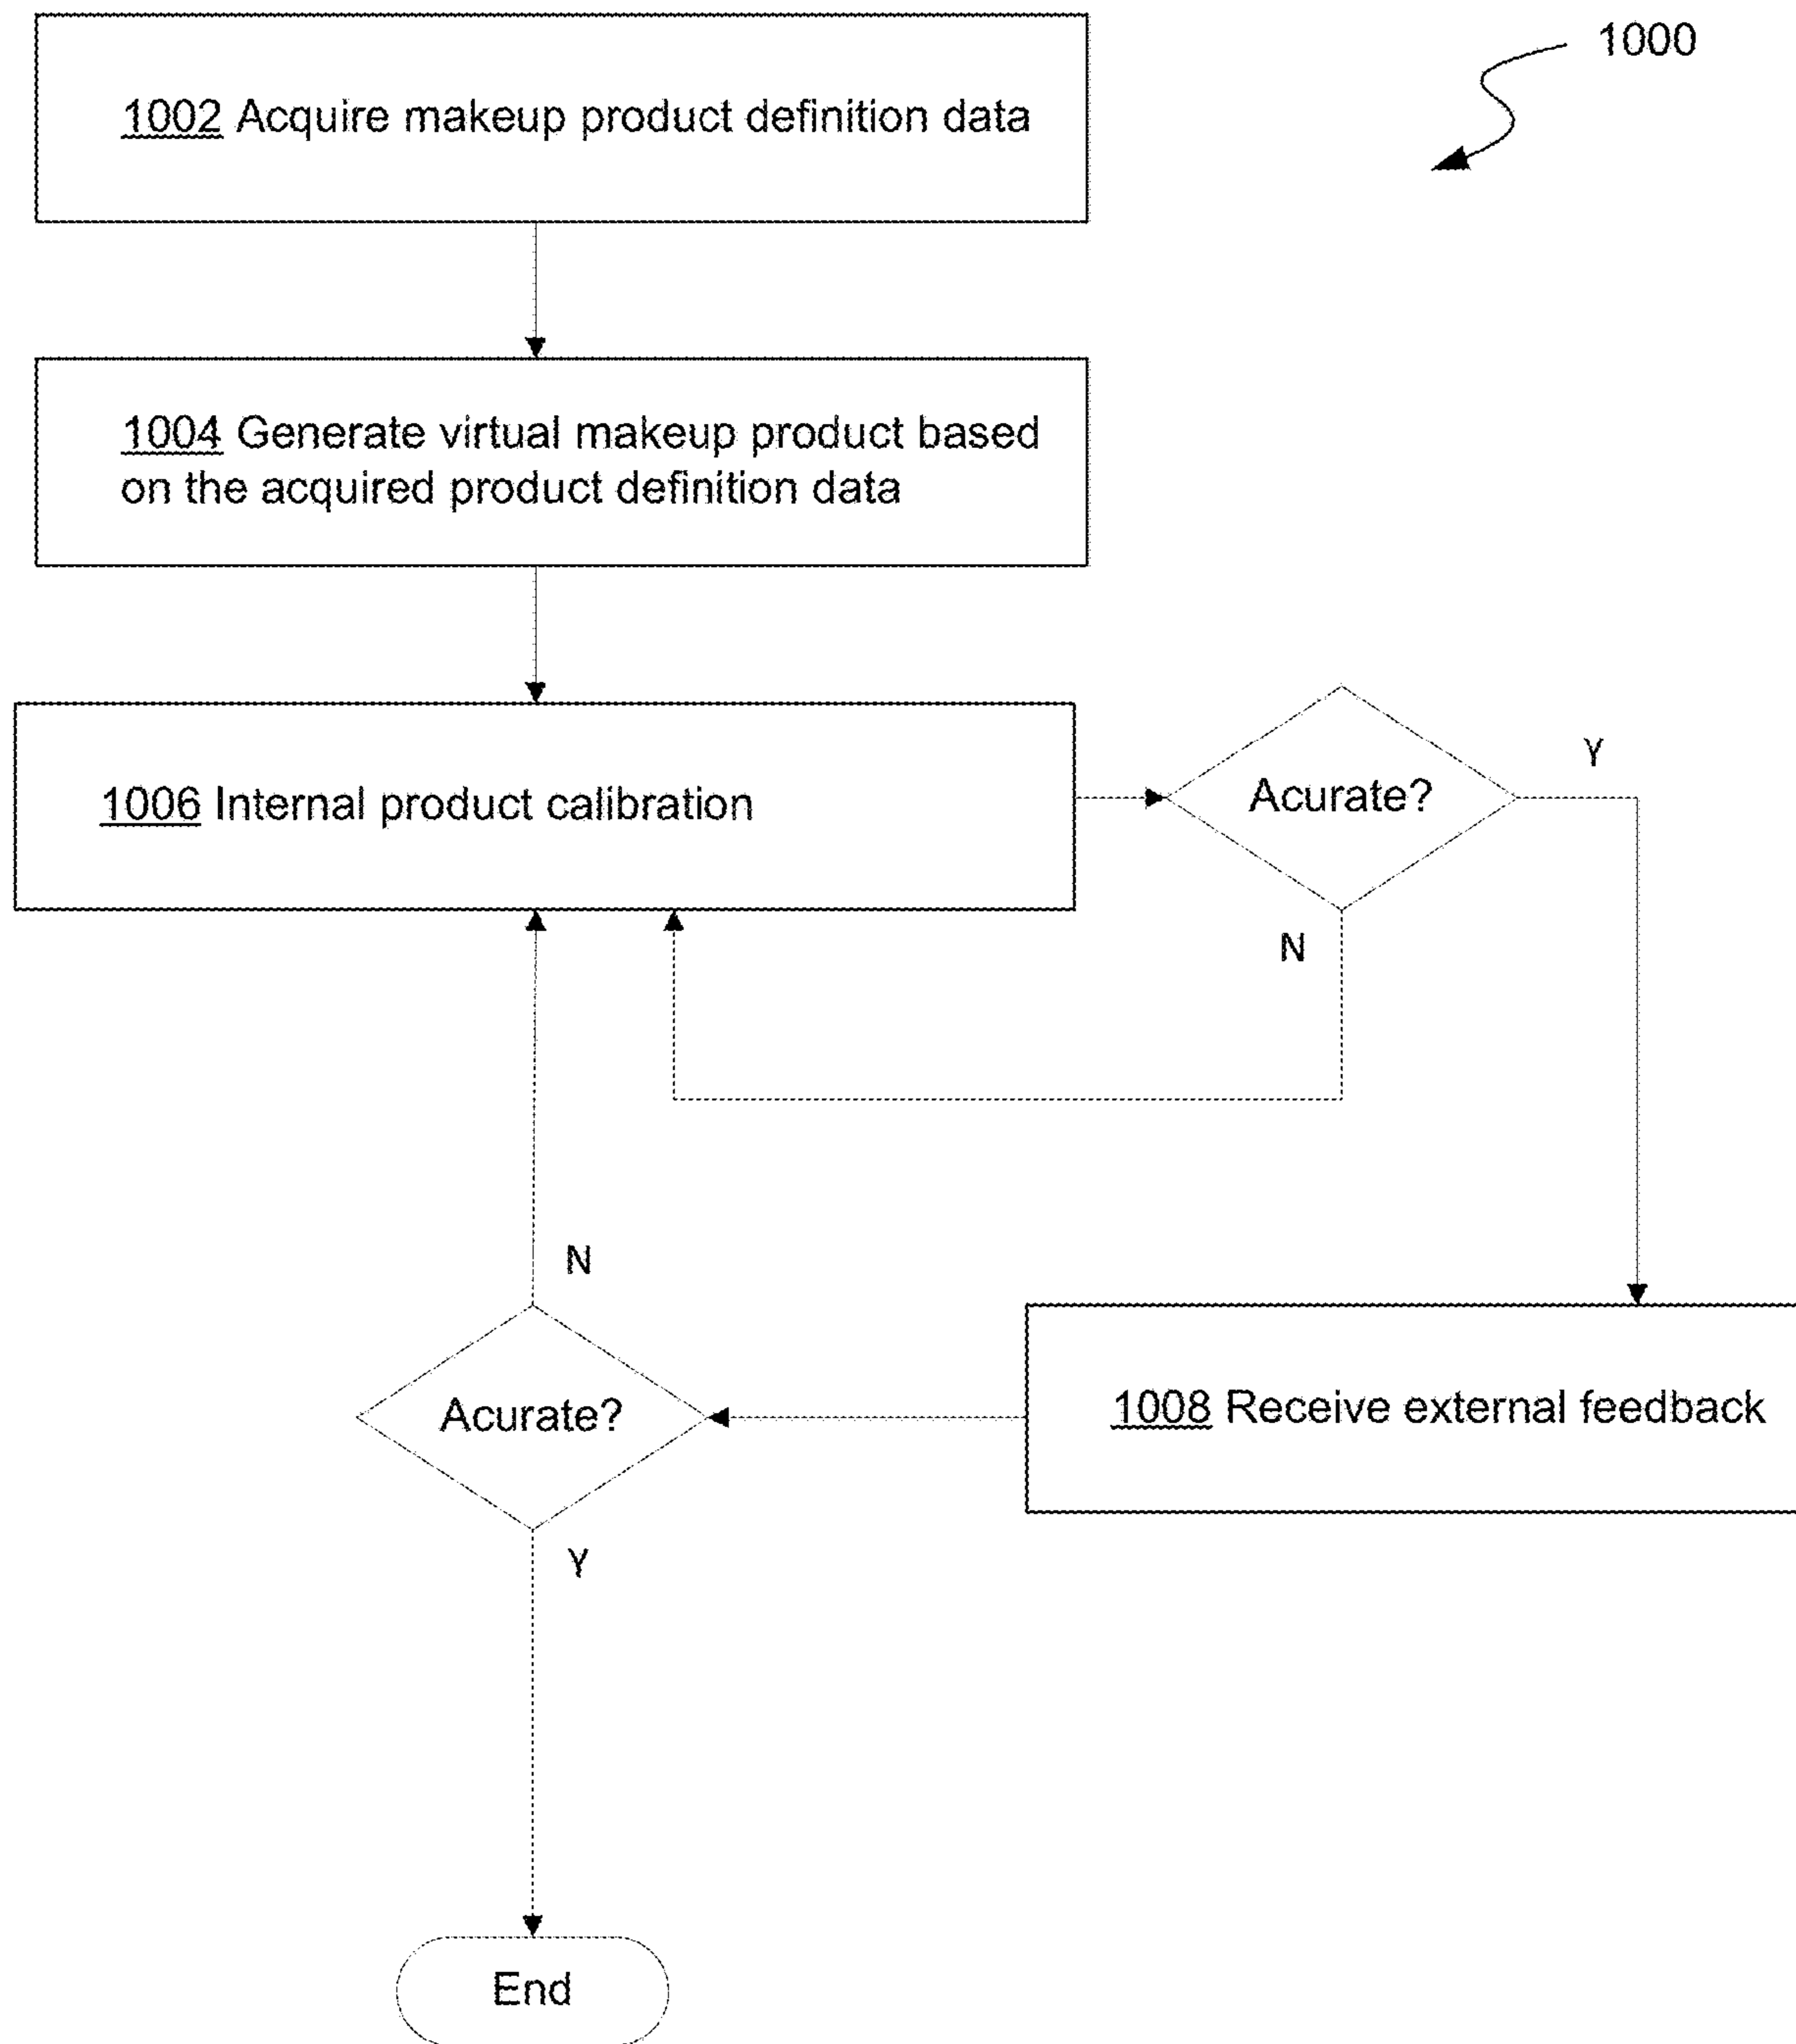 1000
1002 Acquire makeup product definition data
1004 Generate virtual makeup product based
on the acquired product definition data
1006 Internal product calibration
Acurate?
Y
N
N
Acurate?
1008 Receive external feedback
Y
End